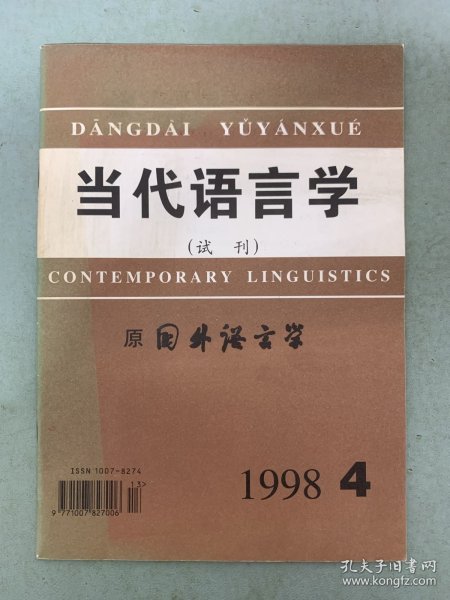 DĀNGDÀI YǓYÁNXUÉ
当代语言学
(试 刊)
CONTEMPORARY LINGUISTICS
原 国外语言学
ISSN 1007-8274
13>
9 771007 827006
1998 4
孔夫子旧书网
www.kongfz.com